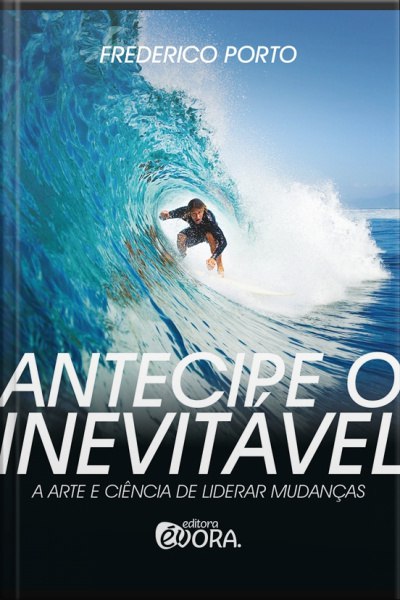 FREDERICO PORTO
ANTECIPE O
INEVITÁVEL
A ARTE E CIÊNCIA DE LIDERAR MUDANÇAS
editora
éVORA.